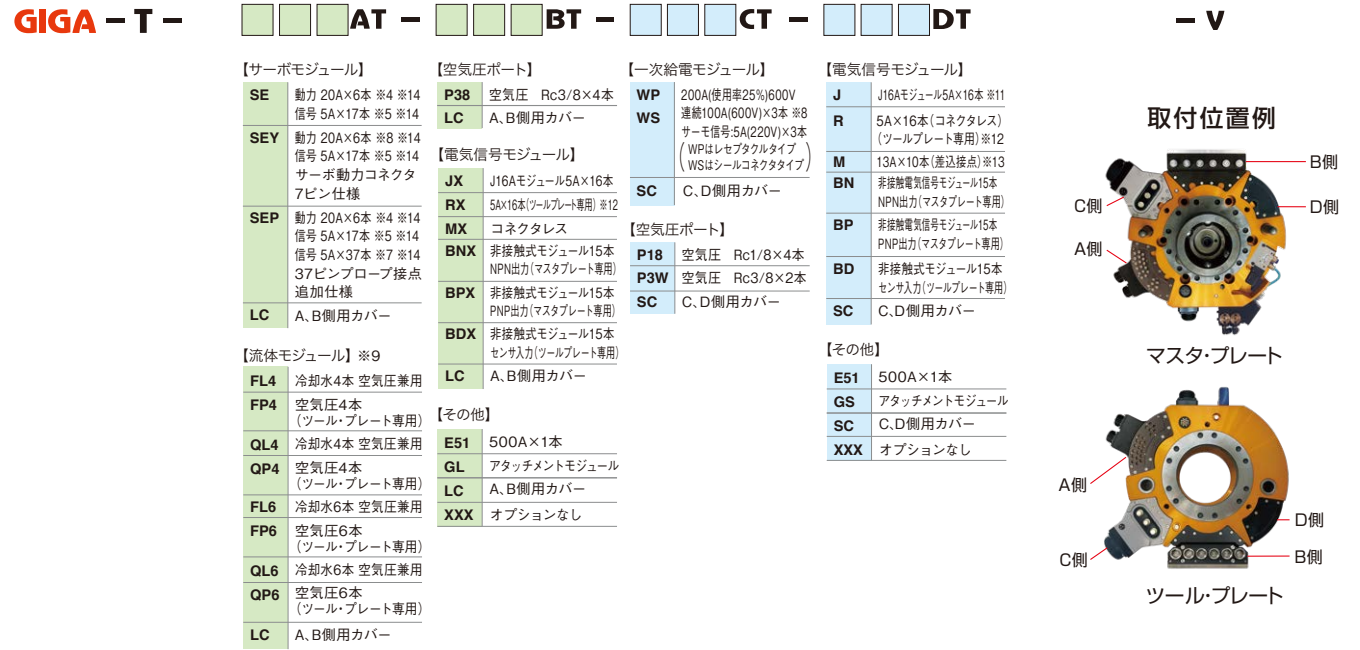 GIGA－T－ □□□AT－ □□□BT－ □□□CT－ □□□DT －V
【サーボモジュール】
SE 動力 20A×6本 ※4 ※14
信号 5A×17本 ※5 ※14
SEY 動力 20A×6本 ※8 ※14
信号 5A×17本 ※5 ※14
サーボ動力コネクタ
7ピン仕様
SEP 動力 20A×6本 ※4 ※14
信号 5A×17本 ※5 ※14
信号 5A×37本 ※7 ※14
37ピンプローブ接点
追加仕様
LC A、B側用カバー
【流体モジュール】※9
FL4 冷却水4本 空気圧兼用
FP4 空気圧4本
（ツール・プレート専用）
QL4 冷却水4本 空気圧兼用
QP4 空気圧4本
（ツール・プレート専用）
FL6 冷却水6本 空気圧兼用
FP6 空気圧6本
（ツール・プレート専用）
QL6 冷却水6本 空気圧兼用
QP6 空気圧6本
（ツール・プレート専用）
LC A、B側用カバー
【空気圧ポート】
P38 空気圧 Rc3/8×4本
LC A、B側用カバー
【電気信号モジュール】
JX J16Aモジュール5A×16本
RX 5A×16本（ツールプレート専用）※12
MX コネクタレス
BNX 非接触式モジュール15本
NPN出力（マスタプレート専用）
BPX 非接触式モジュール15本
PNP出力（マスタプレート専用）
BDX 非接触式モジュール15本
センサ入力（ツールプレート専用）
LC A、B側用カバー
【その他】
E51 500A×1本
GL アタッチメントモジュール
LC A、B側用カバー
XXX オプションなし
【一次給電モジュール】
WP 200A(使用率25%)600V
WS 連続100A(600V)×3本 ※8
サーモ信号:5A(220V)×3本
（WPはレセプタクルタイプ
WSはシールコネクタタイプ）
SC C、D側用カバー
【空気圧ポート】
P18 空気圧 Rc1/8×4本
P3W 空気圧 Rc3/8×2本
SC C、D側用カバー
【電気信号モジュール】
J J16Aモジュール5A×16本 ※11
R 5A×16本（コネクタレス）
（ツールプレート専用）※12
M 13A×10本（差込接点）※13
BN 非接触電気信号モジュール15本
NPN出力（マスタプレート専用）
BP 非接触電気信号モジュール15本
PNP出力（マスタプレート専用）
BD 非接触式モジュール15本
センサ入力（ツールプレート専用）
SC C、D側用カバー
【その他】
E51 500A×1本
GS アタッチメントモジュール
SC C、D側用カバー
XXX オプションなし
取付位置例
B側
C側
D側
A側
マスタ・プレート
A側
D側
C側
B側
ツール・プレート